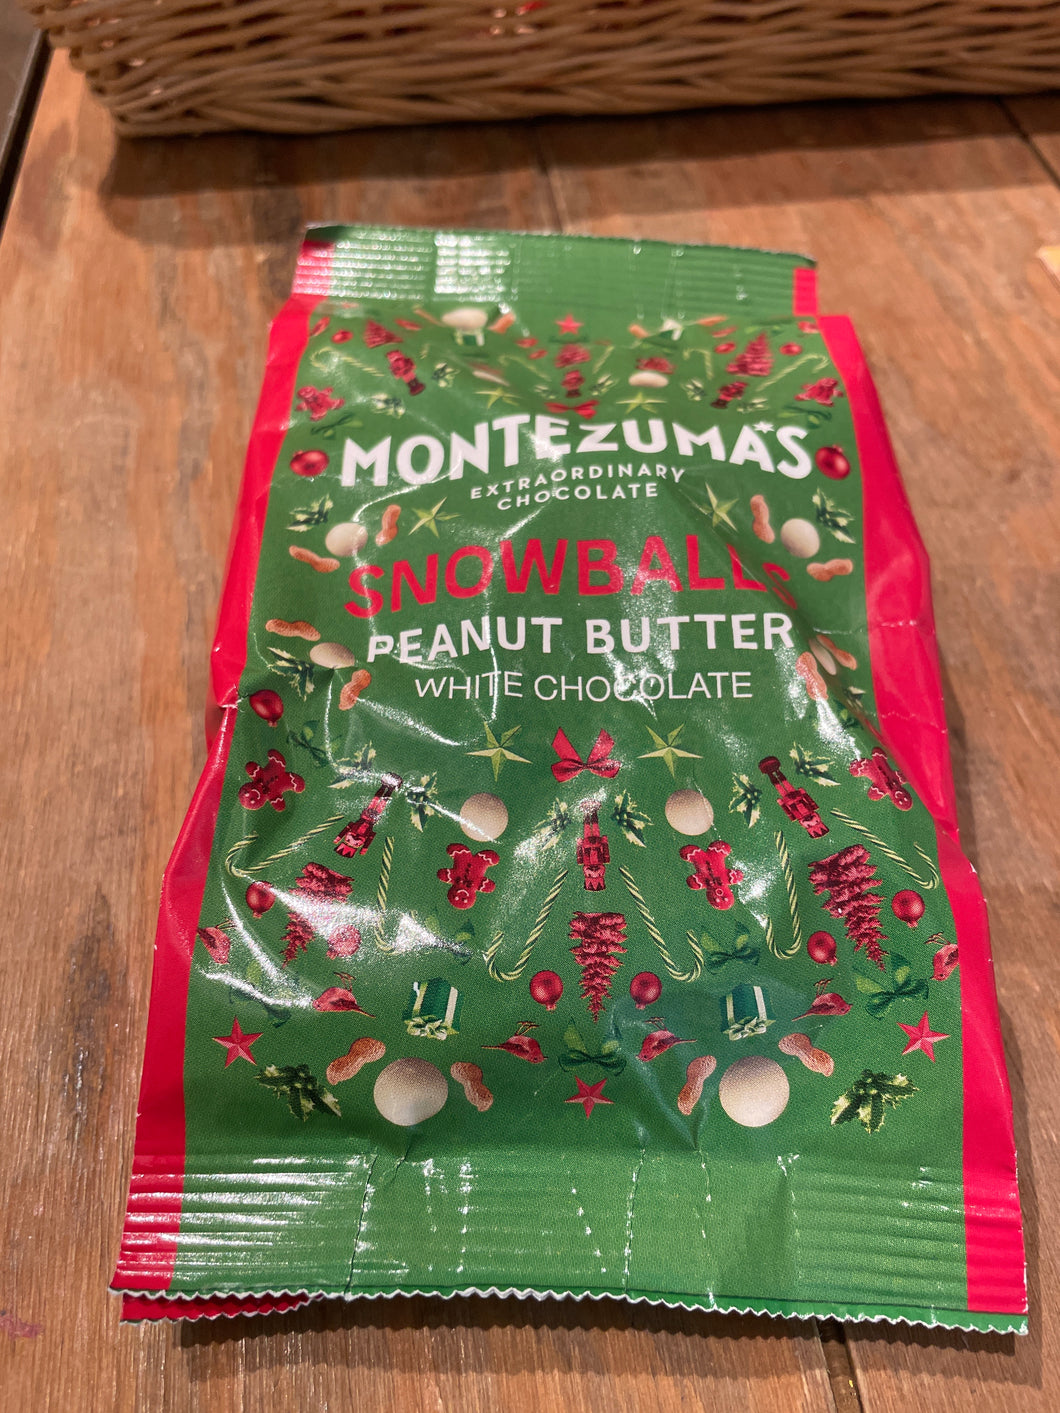 MONTEZUMA'S
EXTRAORDINARY
CHOCOLATE
SNOWBALLS
PEANUT BUTTER
WHITE CHOCOLATE